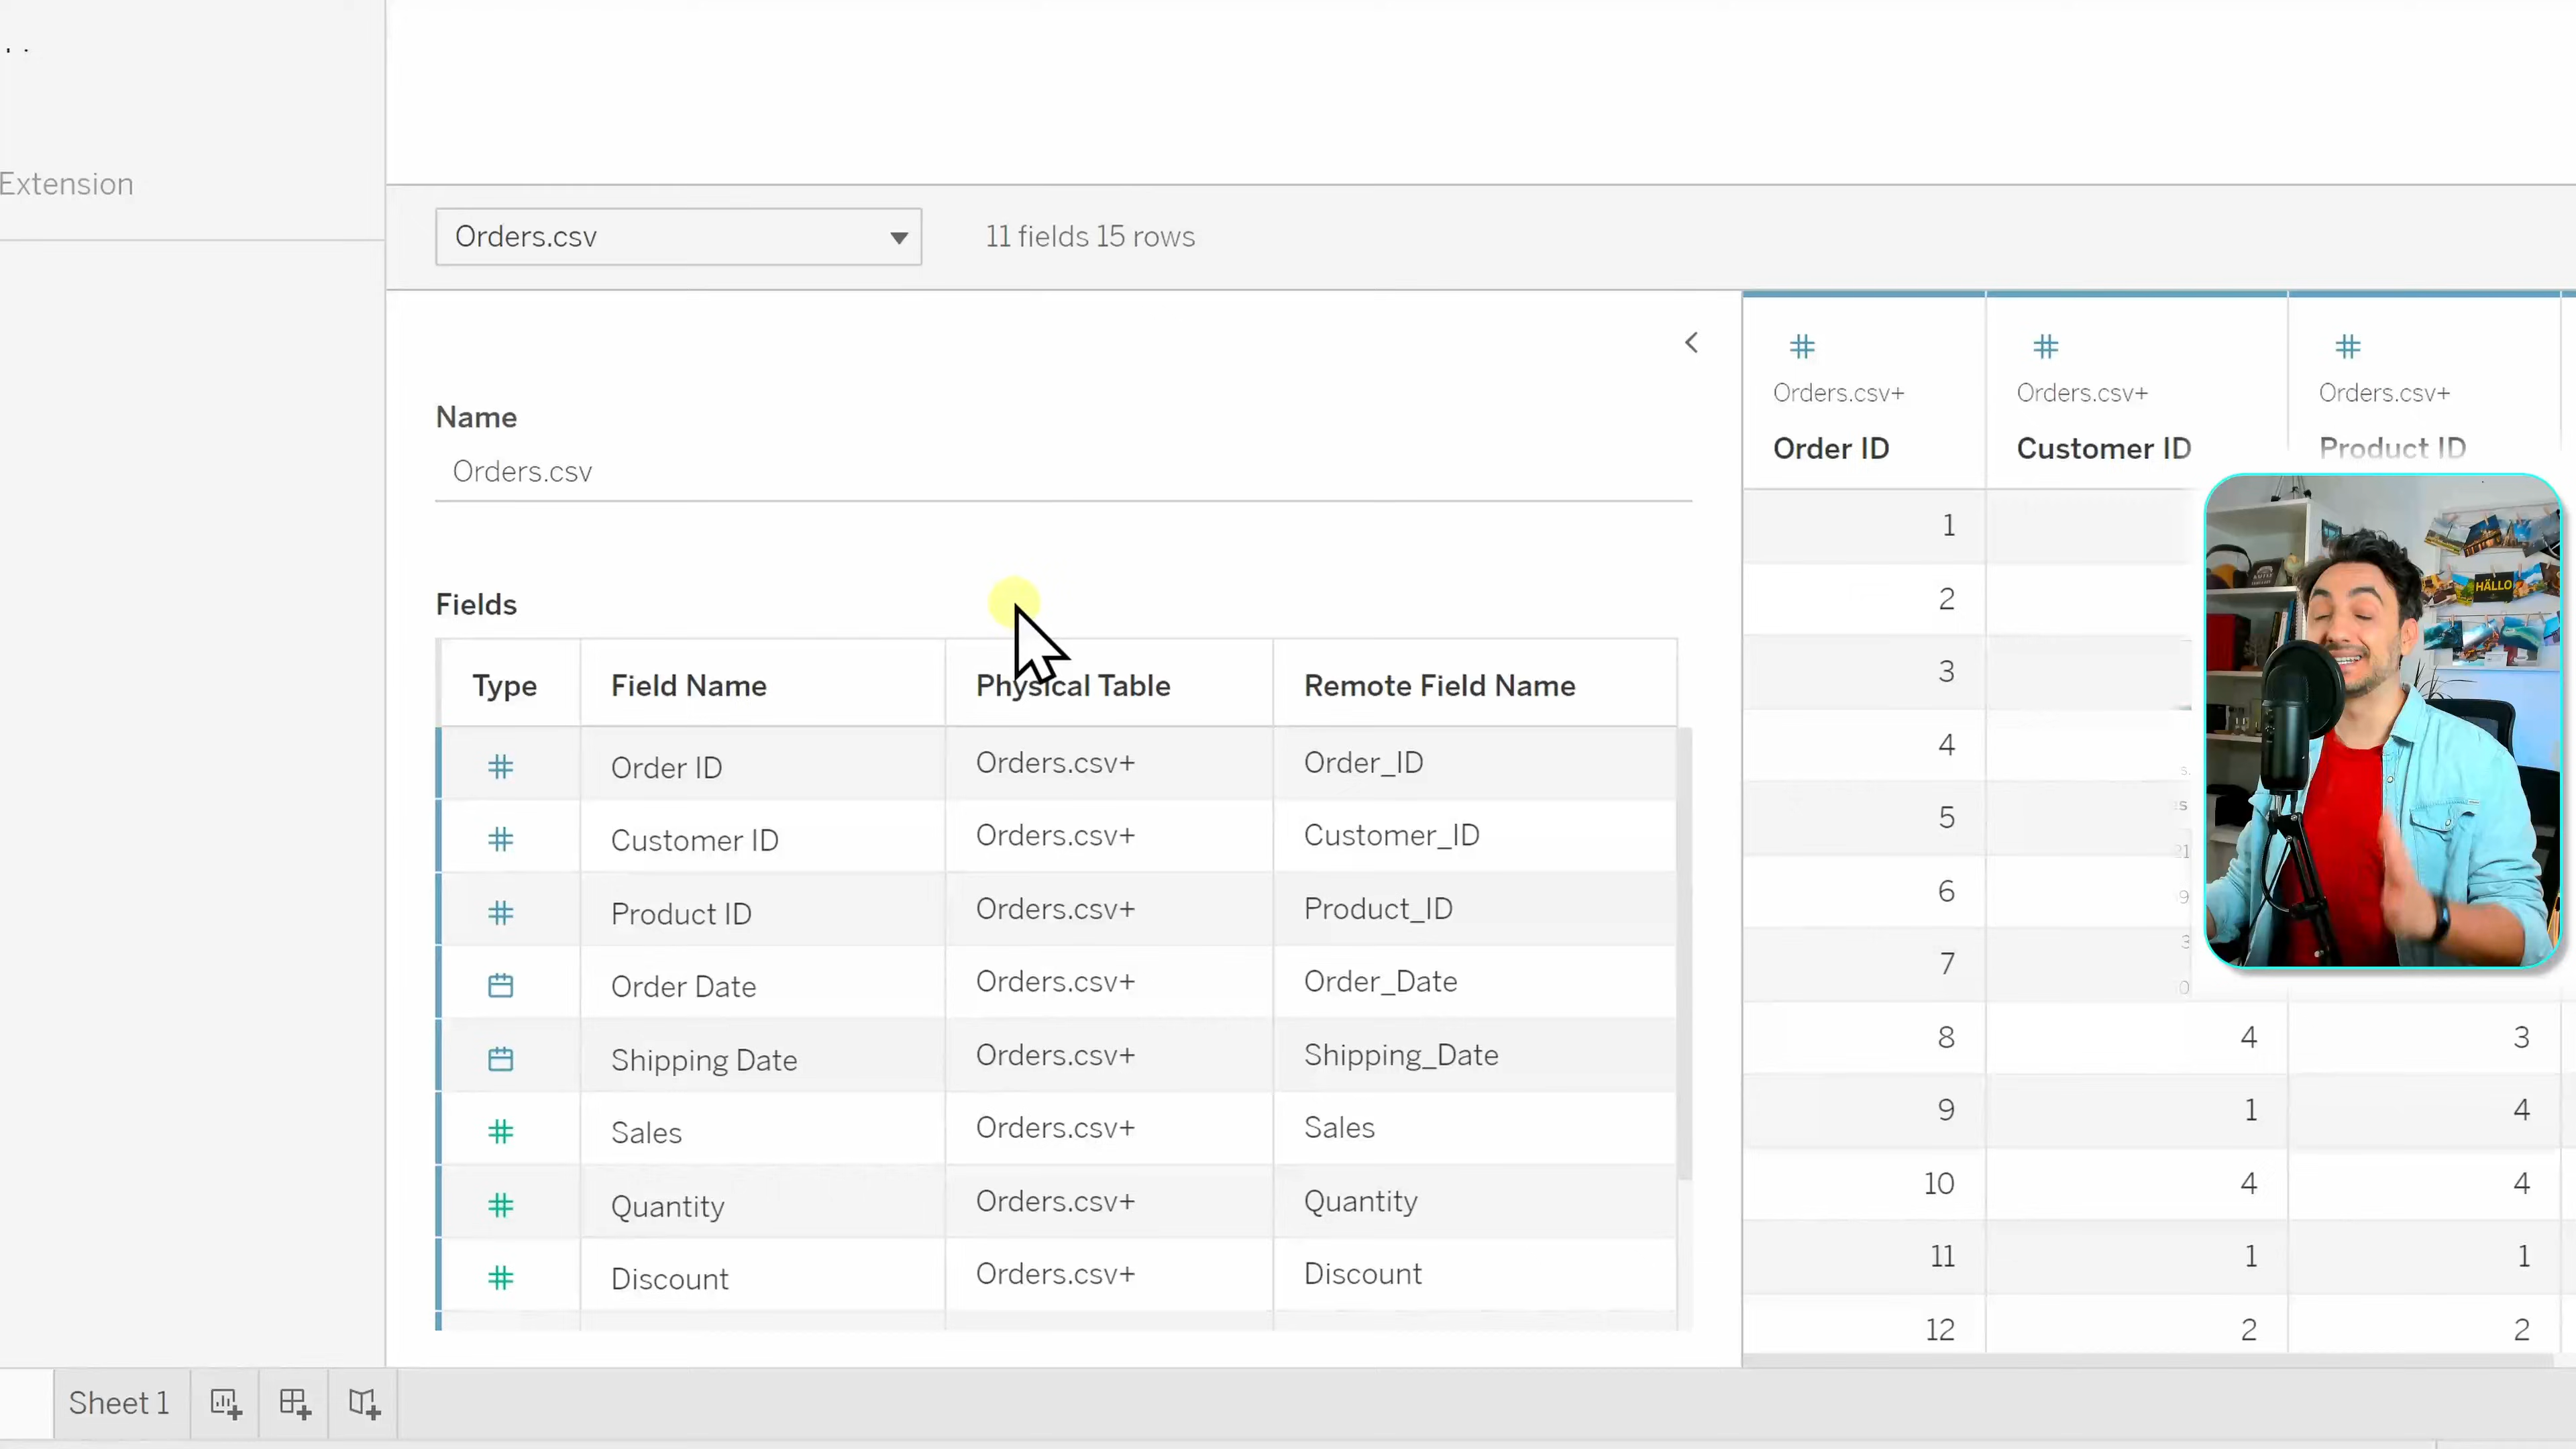 Extension
Orders.csv 11 fields 15 rows
Name
Orders.csv
Fields
Type Field Name Physical Table Remote Field Name
Order ID Orders.csv+ Order_ID
Customer ID Orders.csv+ Customer_ID
Product ID Orders.csv+ Product_ID
Order Date Orders.csv+ Order_Date
Shipping Date Orders.csv+ Shipping_Date
Sales Orders.csv+ Sales
Quantity Orders.csv+ Quantity
Discount Orders.csv+ Discount
Orders.csv+ Orders.csv+ Orders.csv+
Order ID Customer ID Product ID
1
2
3
4
5
6
7
8 4 3
9 1 4
10 4 4
11 1 1
12 2 2
HÄLLO
Sheet 1